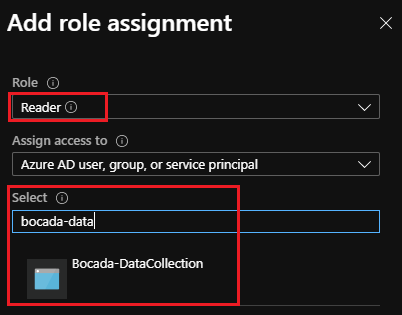 Add role assignment
Role
Reader
Assign access to
Azure AD user, group, or service principal
Select
bocada-data
Bocada-DataCollection